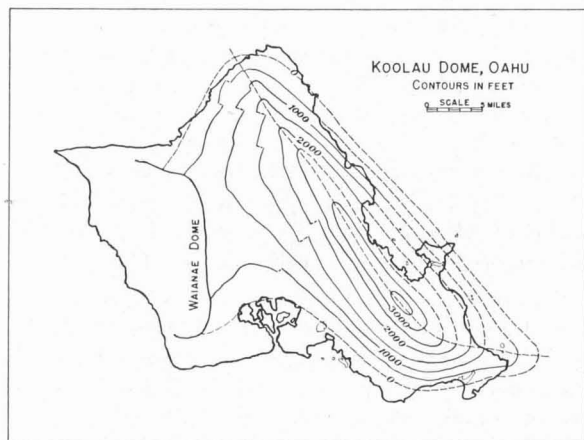 KOOLAU DOME, OAHU
CONTOURS IN FEET
0 SCALE 5 MILES
1000
2000
WAIANAE DOME
3000
2000
1000
0